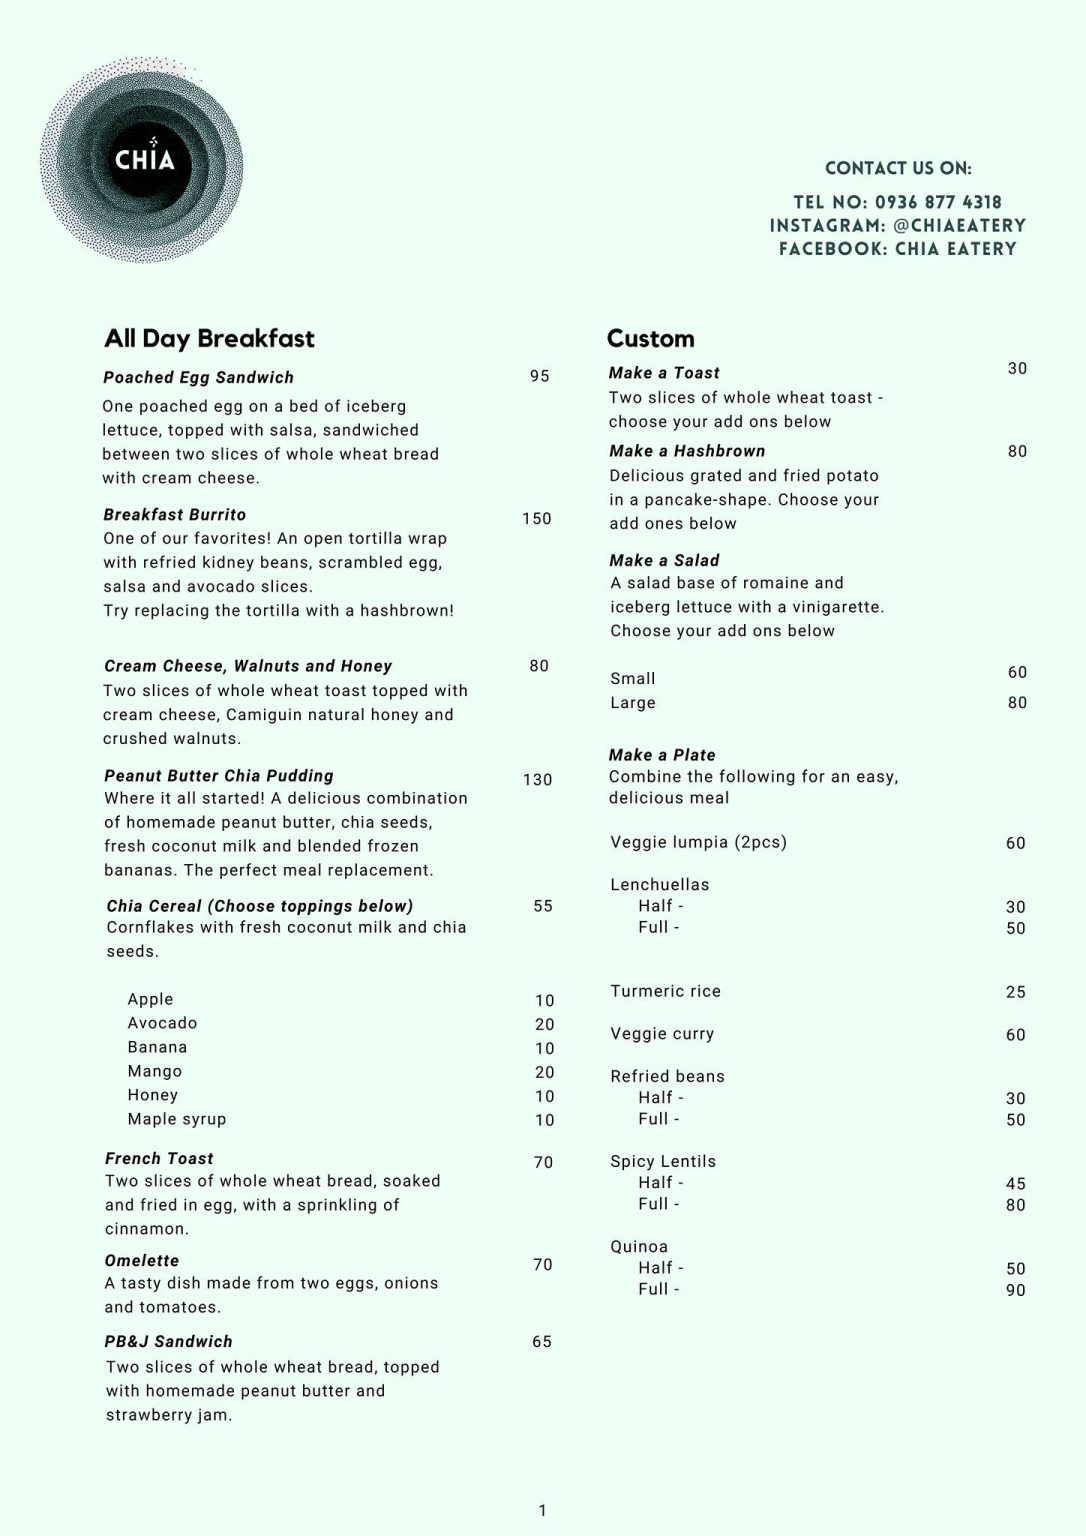 CHIA
CONTACT US ON:
TEL NO: 0936 877 4318
INSTAGRAM: @CHIAEATERY
FACEBOOK: CHIA EATERY
All Day Breakfast
Poached Egg Sandwich 95
One poached egg on a bed of iceberg
lettuce, topped with salsa, sandwiched
between two slices of whole wheat bread
with cream cheese.
Breakfast Burrito 150
One of our favorites! An open tortilla wrap
with refried kidney beans, scrambled egg,
salsa and avocado slices.
Try replacing the tortilla with a hashbrown!
Cream Cheese, Walnuts and Honey 80
Two slices of whole wheat toast topped with
cream cheese, Camiguin natural honey and
crushed walnuts.
Peanut Butter Chia Pudding 130
Where it all started! A delicious combination
of homemade peanut butter, chia seeds,
fresh coconut milk and blended frozen
bananas. The perfect meal replacement.
Chia Cereal (Choose toppings below) 55
Cornflakes with fresh coconut milk and chia
seeds.
Apple 10
Avocado 20
Banana 10
Mango 20
Honey 10
Maple syrup 10
French Toast 70
Two slices of whole wheat bread, soaked
and fried in egg, with a sprinkling of
cinnamon.
Omelette 70
A tasty dish made from two eggs, onions
and tomatoes.
PB&J Sandwich 65
Two slices of whole wheat bread, topped
with homemade peanut butter and
strawberry jam.
Custom
Make a Toast 30
Two slices of whole wheat toast -
choose your add ons below
Make a Hashbrown 80
Delicious grated and fried potato
in a pancake-shape. Choose your
add ones below
Make a Salad
A salad base of romaine and
iceberg lettuce with a vinigarette.
Choose your add ons below
Small 60
Large 80
Make a Plate
Combine the following for an easy,
delicious meal
Veggie lumpia (2pcs) 60
Lenchuellas
Half - 30
Full - 50
Turmeric rice 25
Veggie curry 60
Refried beans
Half - 30
Full - 50
Spicy Lentils
Half - 45
Full - 80
Quinoa
Half - 50
Full - 90
1